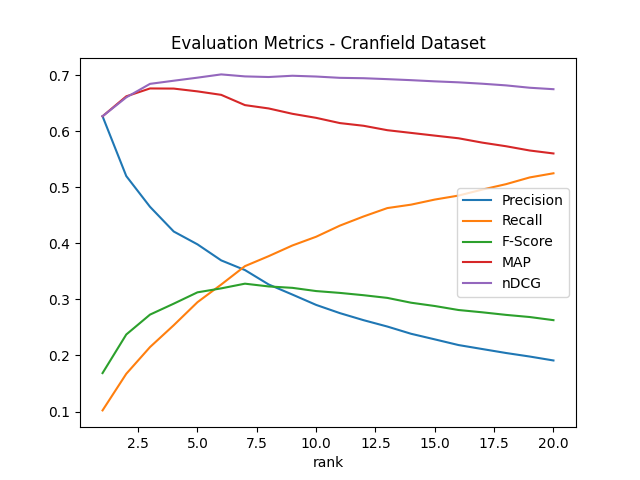 Evaluation Metrics - Cranfield Dataset
0.7
0.6
0.5
0.4
0.3
0.2
0.1
Precision
Recall
F-Score
MAP
nDCG
2.5 5.0 7.5 10.0 12.5 15.0 17.5 20.0
rank